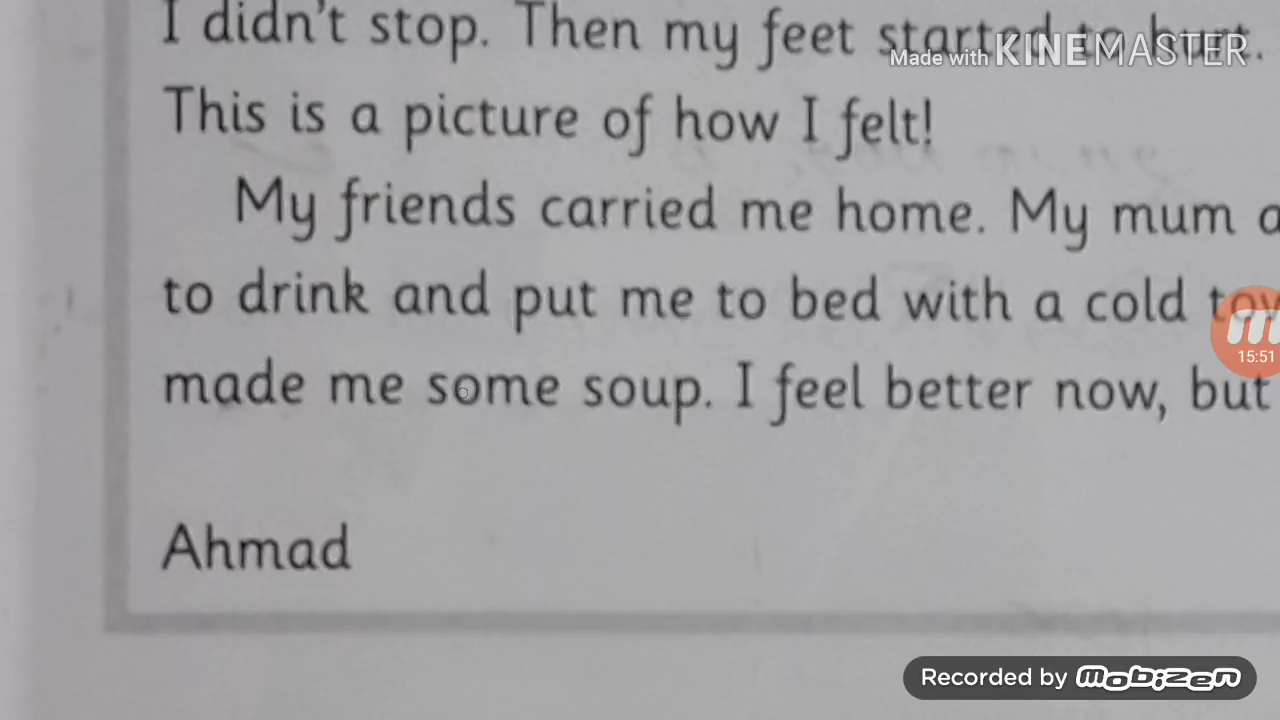 I didn't stop. Then my feet started to hurt.
Made with KINEMASTER
This is a picture of how I felt!
My friends carried me home. My mum
to drink and put me to bed with a cold
15:51
made me some soup. I feel better now, but
Ahmad
Recorded by mobizen